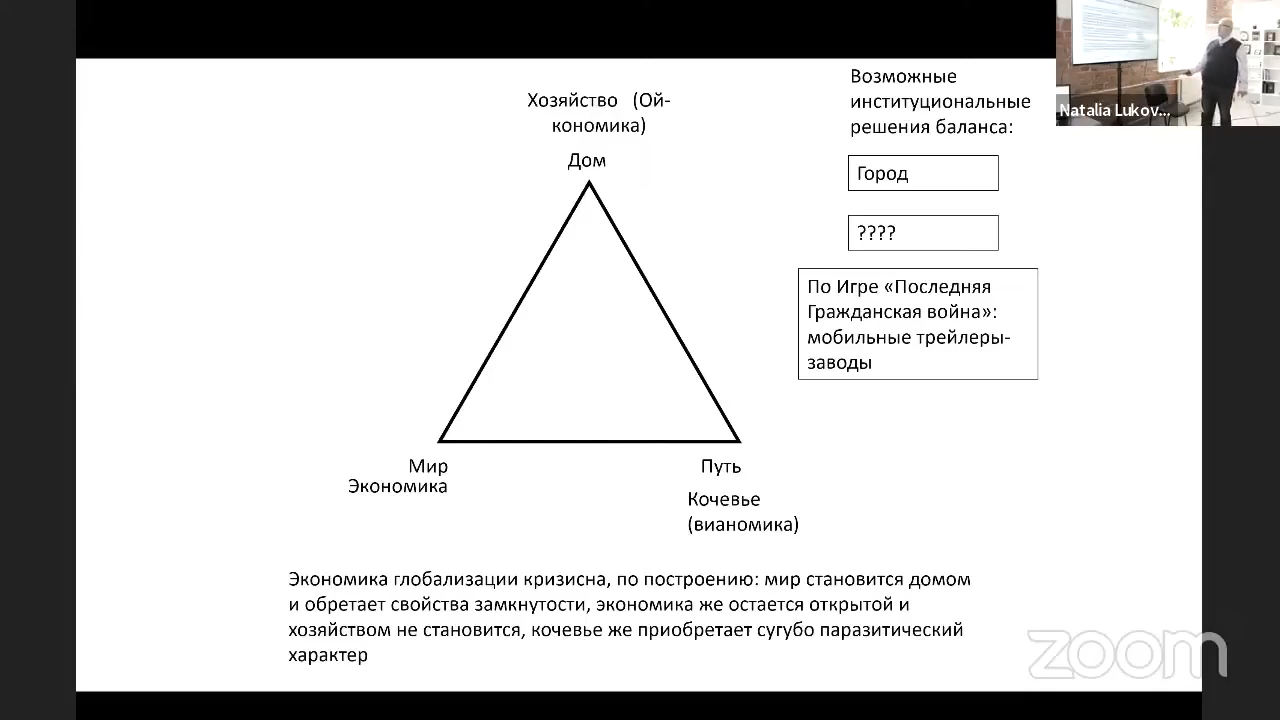 Хозяйство (Ой-
кономика)
Дом
Мир
Экономика
Путь
Кочевье
(вианомика)
Возможные
институциональные
решения баланса:
Город
????
По Игре «Последняя
Гражданская война»:
мобильные трейлеры-
заводы
Экономика глобализации кризисна, по построению: мир становится домом
и обретает свойства замкнутости, экономика же остается открытой и
хозяйством не становится, кочевье же приобретает сугубо паразитический
характер
Natalia Lukov...
zoom